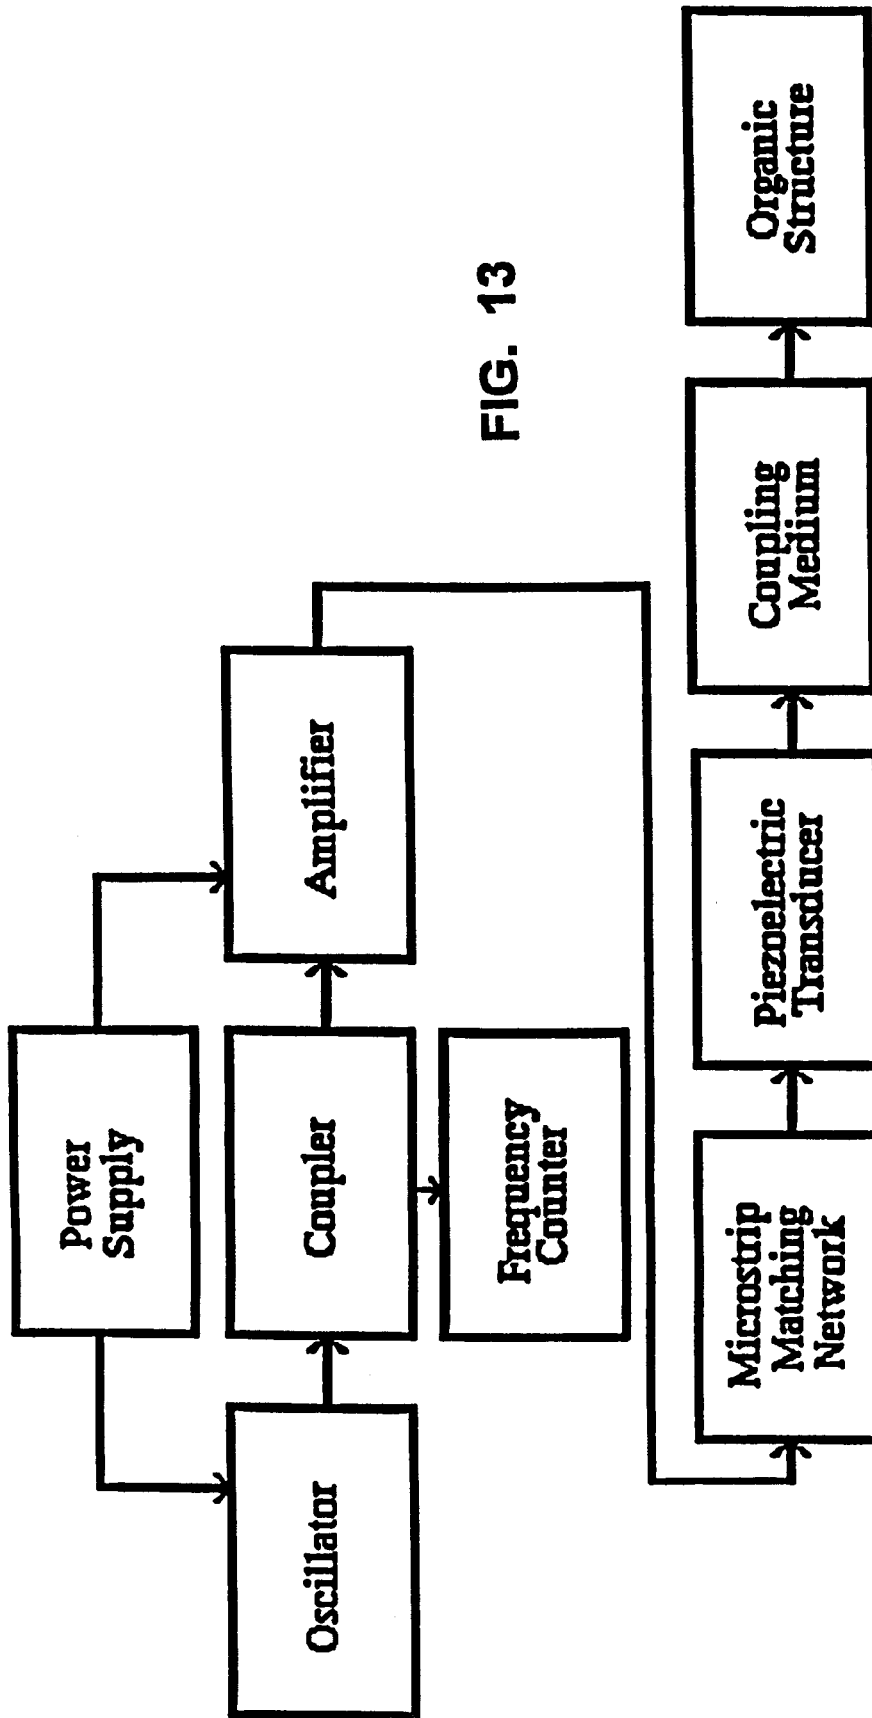 Power
Supply
Oscillator
Coupler
Amplifier
Frequency
Counter
FIG. 13
Microstrip
Matching
Network
Piezoelectric
Transducer
Coupling
Medium
Organic
Structure